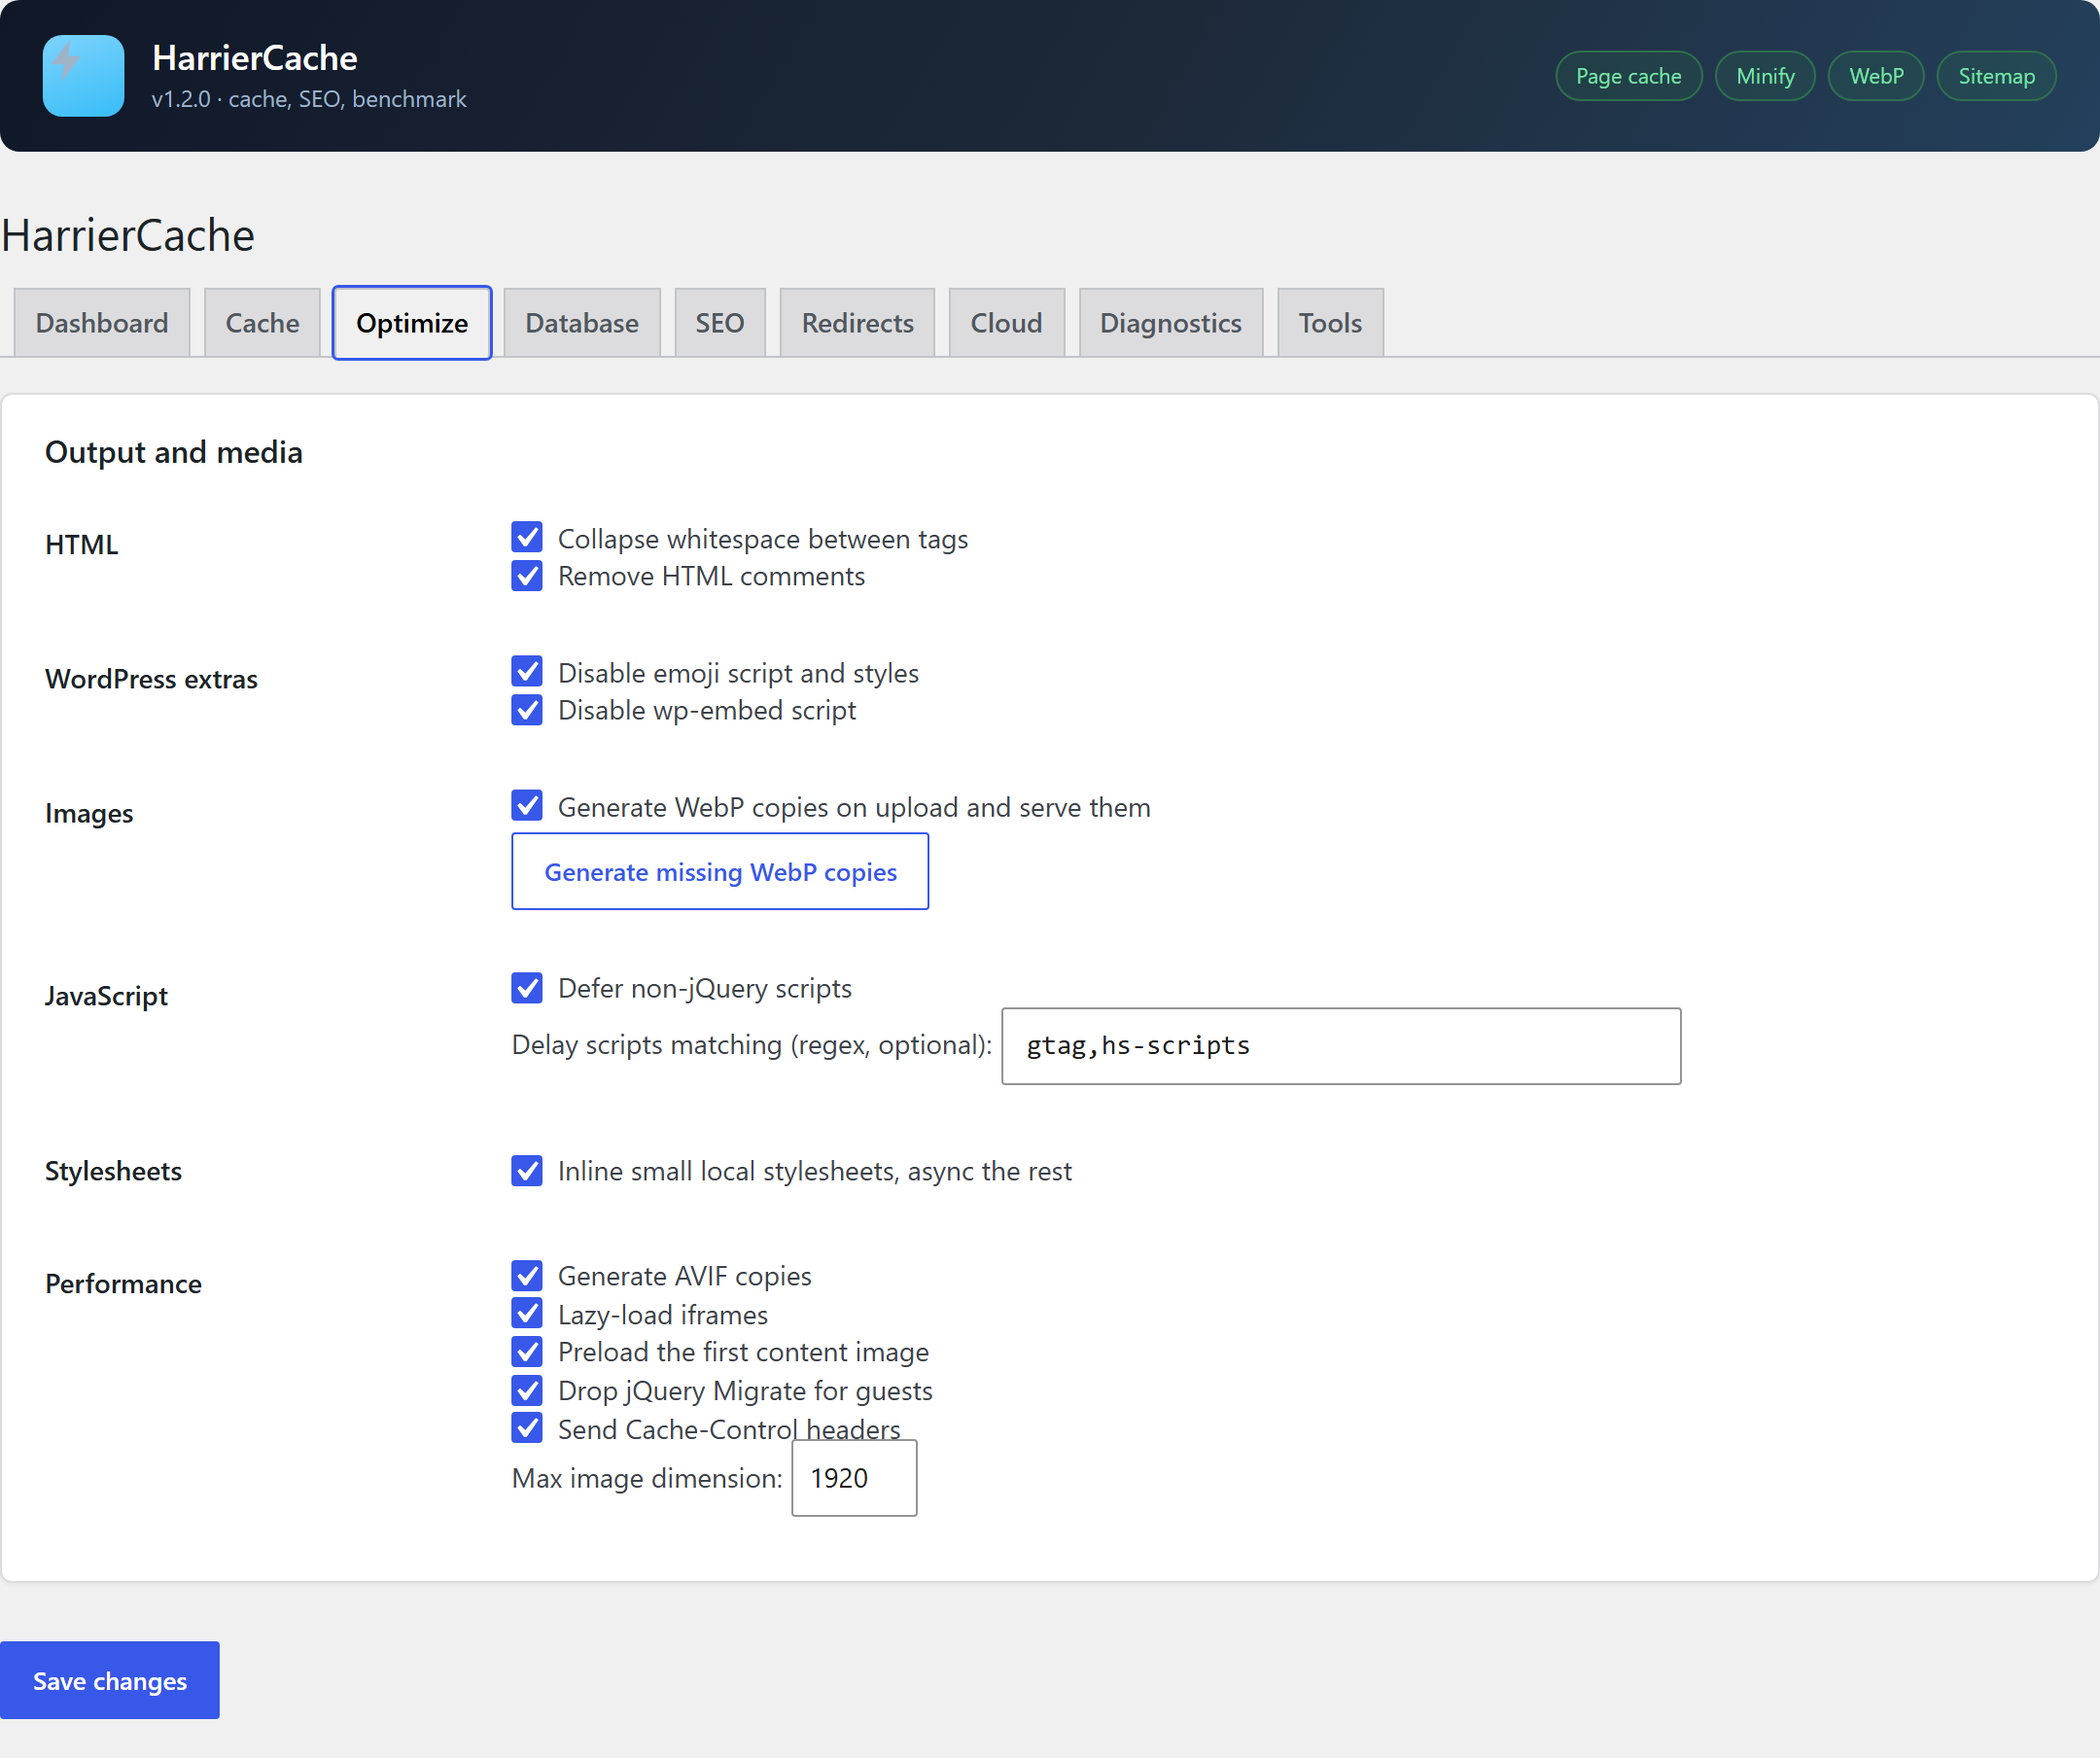 HarrierCache
v1.2.0 · cache, SEO, benchmark
Page cache
Minify
WebP
Sitemap
HarrierCache
Dashboard
Cache
Optimize
Database
SEO
Redirects
Cloud
Diagnostics
Tools
Output and media
HTML
Collapse whitespace between tags
Remove HTML comments
WordPress extras
Disable emoji script and styles
Disable wp-embed script
Images
Generate WebP copies on upload and serve them
Generate missing WebP copies
JavaScript
Defer non-jQuery scripts
Delay scripts matching (regex, optional): gtag,hs-scripts
Stylesheets
Inline small local stylesheets, async the rest
Performance
Generate AVIF copies
Lazy-load iframes
Preload the first content image
Drop jQuery Migrate for guests
Send Cache-Control headers
Max image dimension: 1920
Save changes